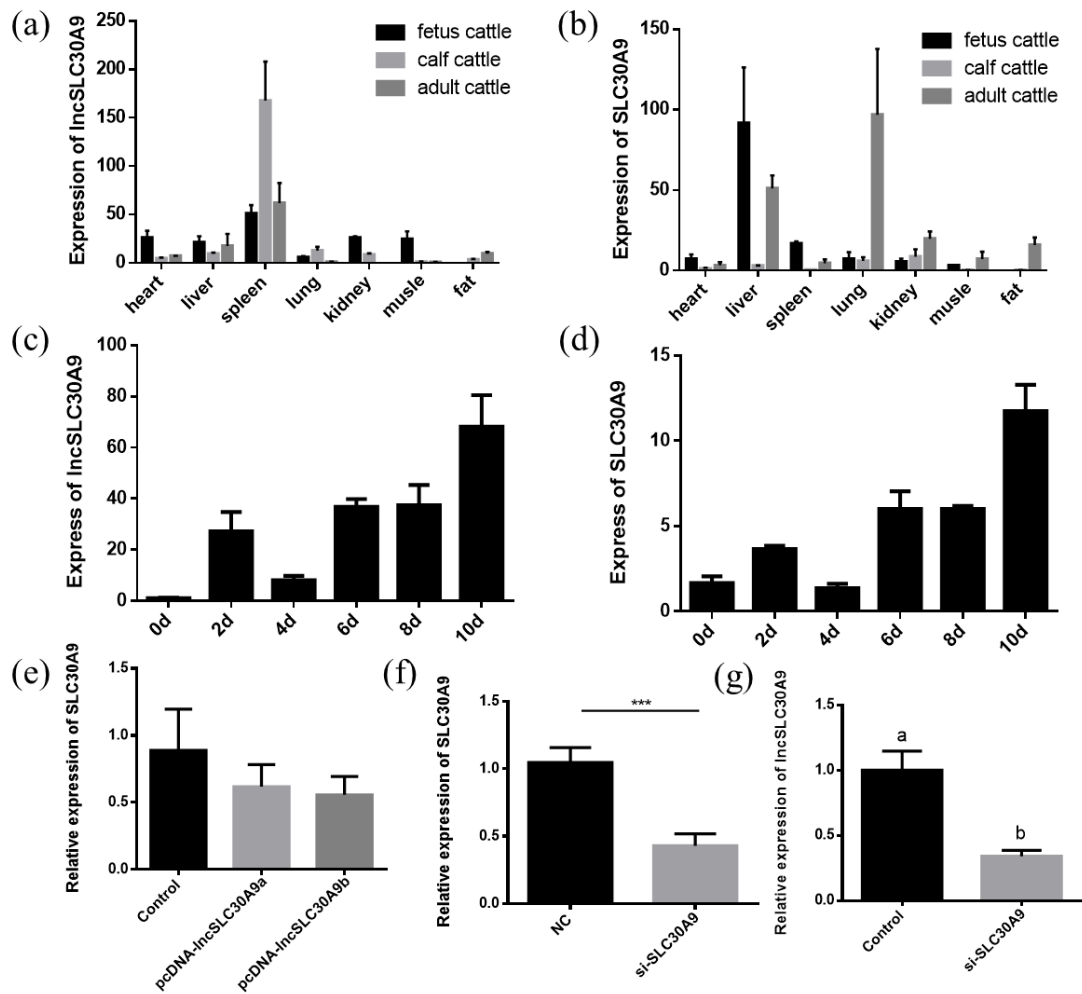 (a)
Expression of lncSLC30A9
250
200
150
100
50
0
fetus cattle
calf cattle
adult cattle
heart
liver
spleen
lung
kidney
musle
fat
(b)
Expression of SLC30A9
150
100
50
0
fetus cattle
calf cattle
adult cattle
heart
liver
spleen
lung
kidney
musle
fat
(c)
Express of lncSLC30A9
100
80
60
40
20
0
0d
2d
4d
6d
8d
10d
(d)
Express of SLC30A9
15
10
5
0
0d
2d
4d
6d
8d
10d
(e)
Relative expression of SLC30A9
1.5
1.0
0.5
0.0
Control
pcDNA-lncSLC30A9a
pcDNA-lncSLC30A9b
(f)
Relative expression of SLC30A9
1.5
1.0
0.5
0.0
***
NC
si-SLC30A9
(g)
Relative expression of lncSLC30A9
1.5
1.0
0.5
0.0
a
b
Control
si-SLC30A9